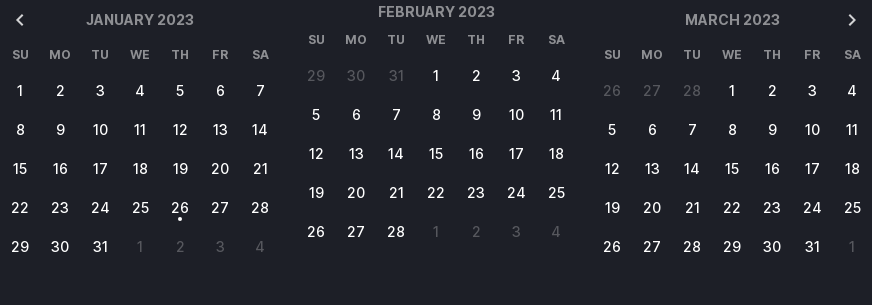 JANUARY 2023
SU MO TU WE TH FR SA
1 2 3 4 5 6 7
8 9 10 11 12 13 14
15 16 17 18 19 20 21
22 23 24 25 26 27 28
29 30 31 1 2 3 4
FEBRUARY 2023
SU MO TU WE TH FR SA
29 30 31 1 2 3 4
5 6 7 8 9 10 11
12 13 14 15 16 17 18
19 20 21 22 23 24 25
26 27 28 1 2 3 4
MARCH 2023
SU MO TU WE TH FR SA
26 27 28 1 2 3 4
5 6 7 8 9 10 11
12 13 14 15 16 17 18
19 20 21 22 23 24 25
26 27 28 29 30 31 1